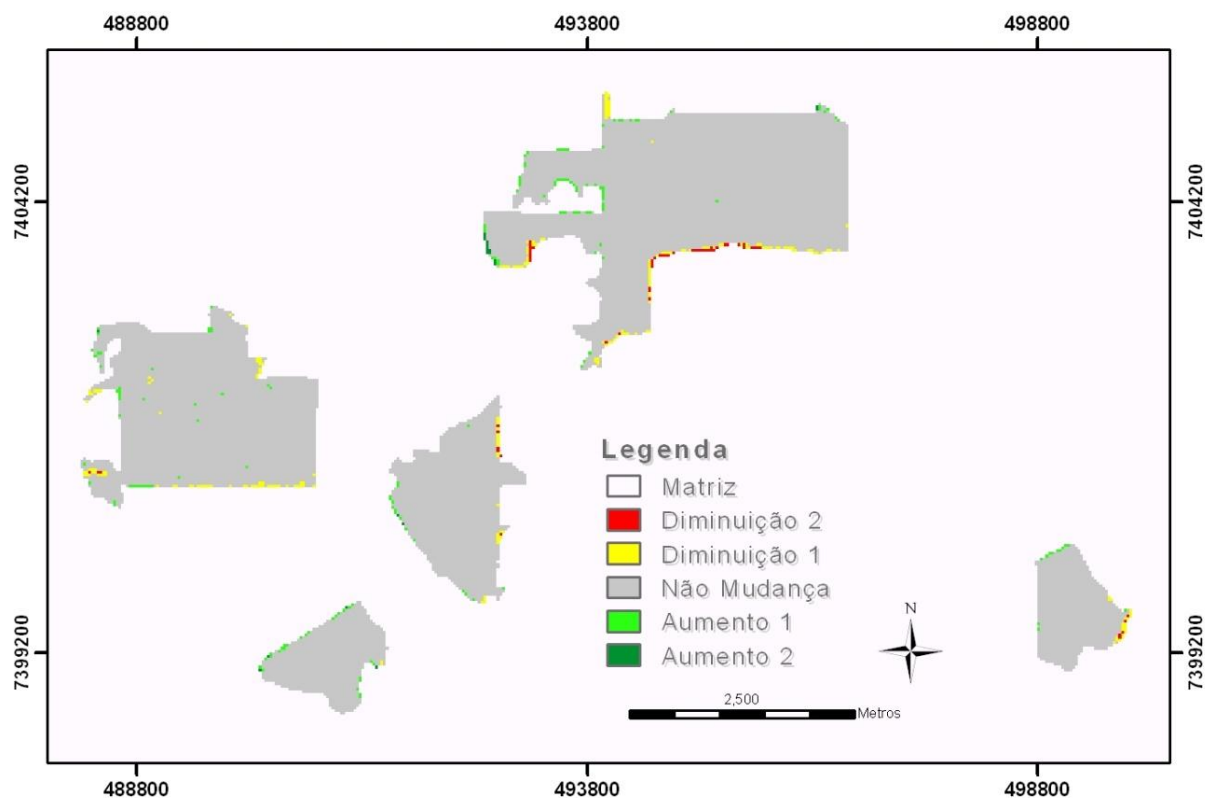 488800 493800 498800
7404200 7404200
Legenda
Matriz
Diminuição 2
Diminuição 1
Não Mudança
Aumento 1
Aumento 2
N
7399200 7399200
2,500
Metros
488800 493800 498800